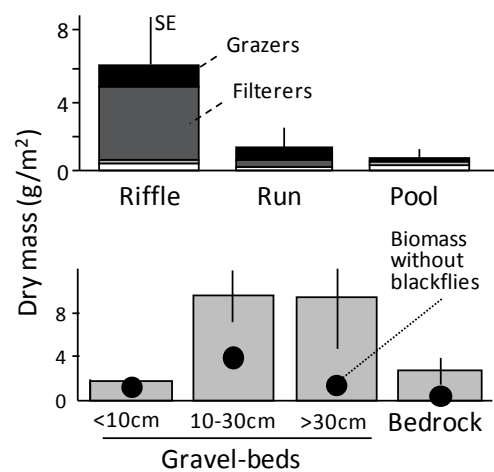 8
SE
Grazers
4
Filterers
0
Riffle
Run
Pool
Dry mass (g/m²)
Biomass
without
blackflies
8
4
0
<10cm
10-30cm
>30cm
Bedrock
Gravel-beds